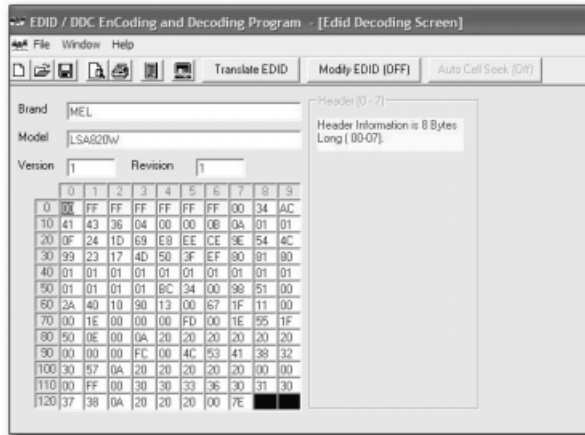 EDID / DDC EnCoding and Decoding Program - [Edid Decoding Screen]
File Window Help
Translate EDID Modify EDID (OFF) Auto Cell Seek (Off)
Brand MEL
Model LSA820W
Version 1 Revision 1
Header (0 - 7)
Header Information is 8 Bytes
Long ( 00-07).
0 1 2 3 4 5 6 7 8 9
0 00 FF FF FF FF FF FF 00 34 AC
10 41 43 36 04 00 00 0B 0A 01 01
20 0F 24 1D 69 E8 EE CE 9E 54 4C
30 99 23 17 4D 50 3F EF 80 81 80
40 01 01 01 01 01 01 01 01 01 01
50 01 01 01 01 BC 34 00 98 51 00
60 2A 40 10 90 13 00 67 1F 11 00
70 00 1E 00 00 00 FD 00 1E 55 1F
80 50 0E 00 0A 20 20 20 20 20 20
90 00 00 00 FC 00 4C 53 41 38 32
100 30 57 0A 20 20 20 20 20 00 00
110 00 FF 00 30 30 33 36 30 31 30
120 37 38 0A 20 20 20 00 7E